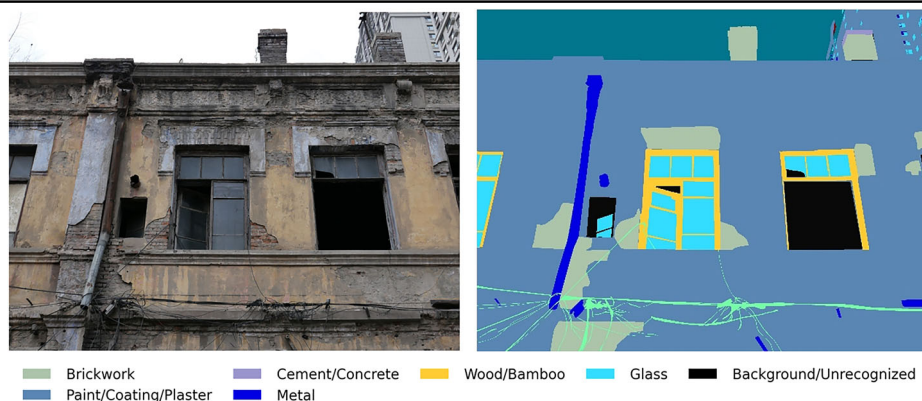 Brickwork
Cement/Concrete
Wood/Bamboo
Glass
Background/Unrecognized
Paint/Coating/Plaster
Metal